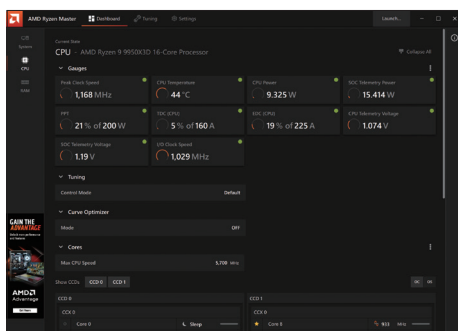 AMD Ryzen Master
Dashboard
Profiling
Settings
Launch...
System
CPU
Current State
CPU - AMD Ryzen 9 9950X3D 16-Core Processor
Collapse All
Gauges
Peak Clock Speed
1,168 MHz
CPU Temperature
44 °C
CPU Power
9.325 W
SOC Telemetry Power
15.414 W
PPT
21 % of 200 W
TDC (CPU)
5 % of 160 A
EDC (CPU)
19 % of 225 A
CPU Telemetry Voltage
1.074 V
SOC Telemetry Voltage
1.19 V
I/O Clock Speed
1,029 MHz
Tuning
Control Mode
Default
Curve Optimizer
Mode
OFF
Cores
Max CPU Speed
5,700 MHz
Show CCDs
CCD 0
CCD 1
CCD 0
CCX 0
Core 0
Sleep
CCD 1
CCX 0
Core 0
933 MHz
GAIN THE
ADVANTAGE
AMD
Advantage